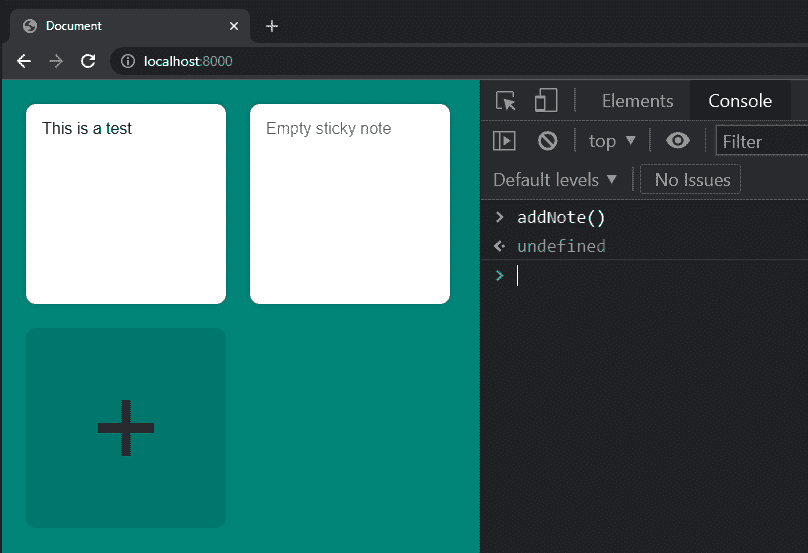 Document
localhost:8000
This is a test
Empty sticky note
+
Elements Console
top Filter
Default levels No Issues
addNote()
undefined